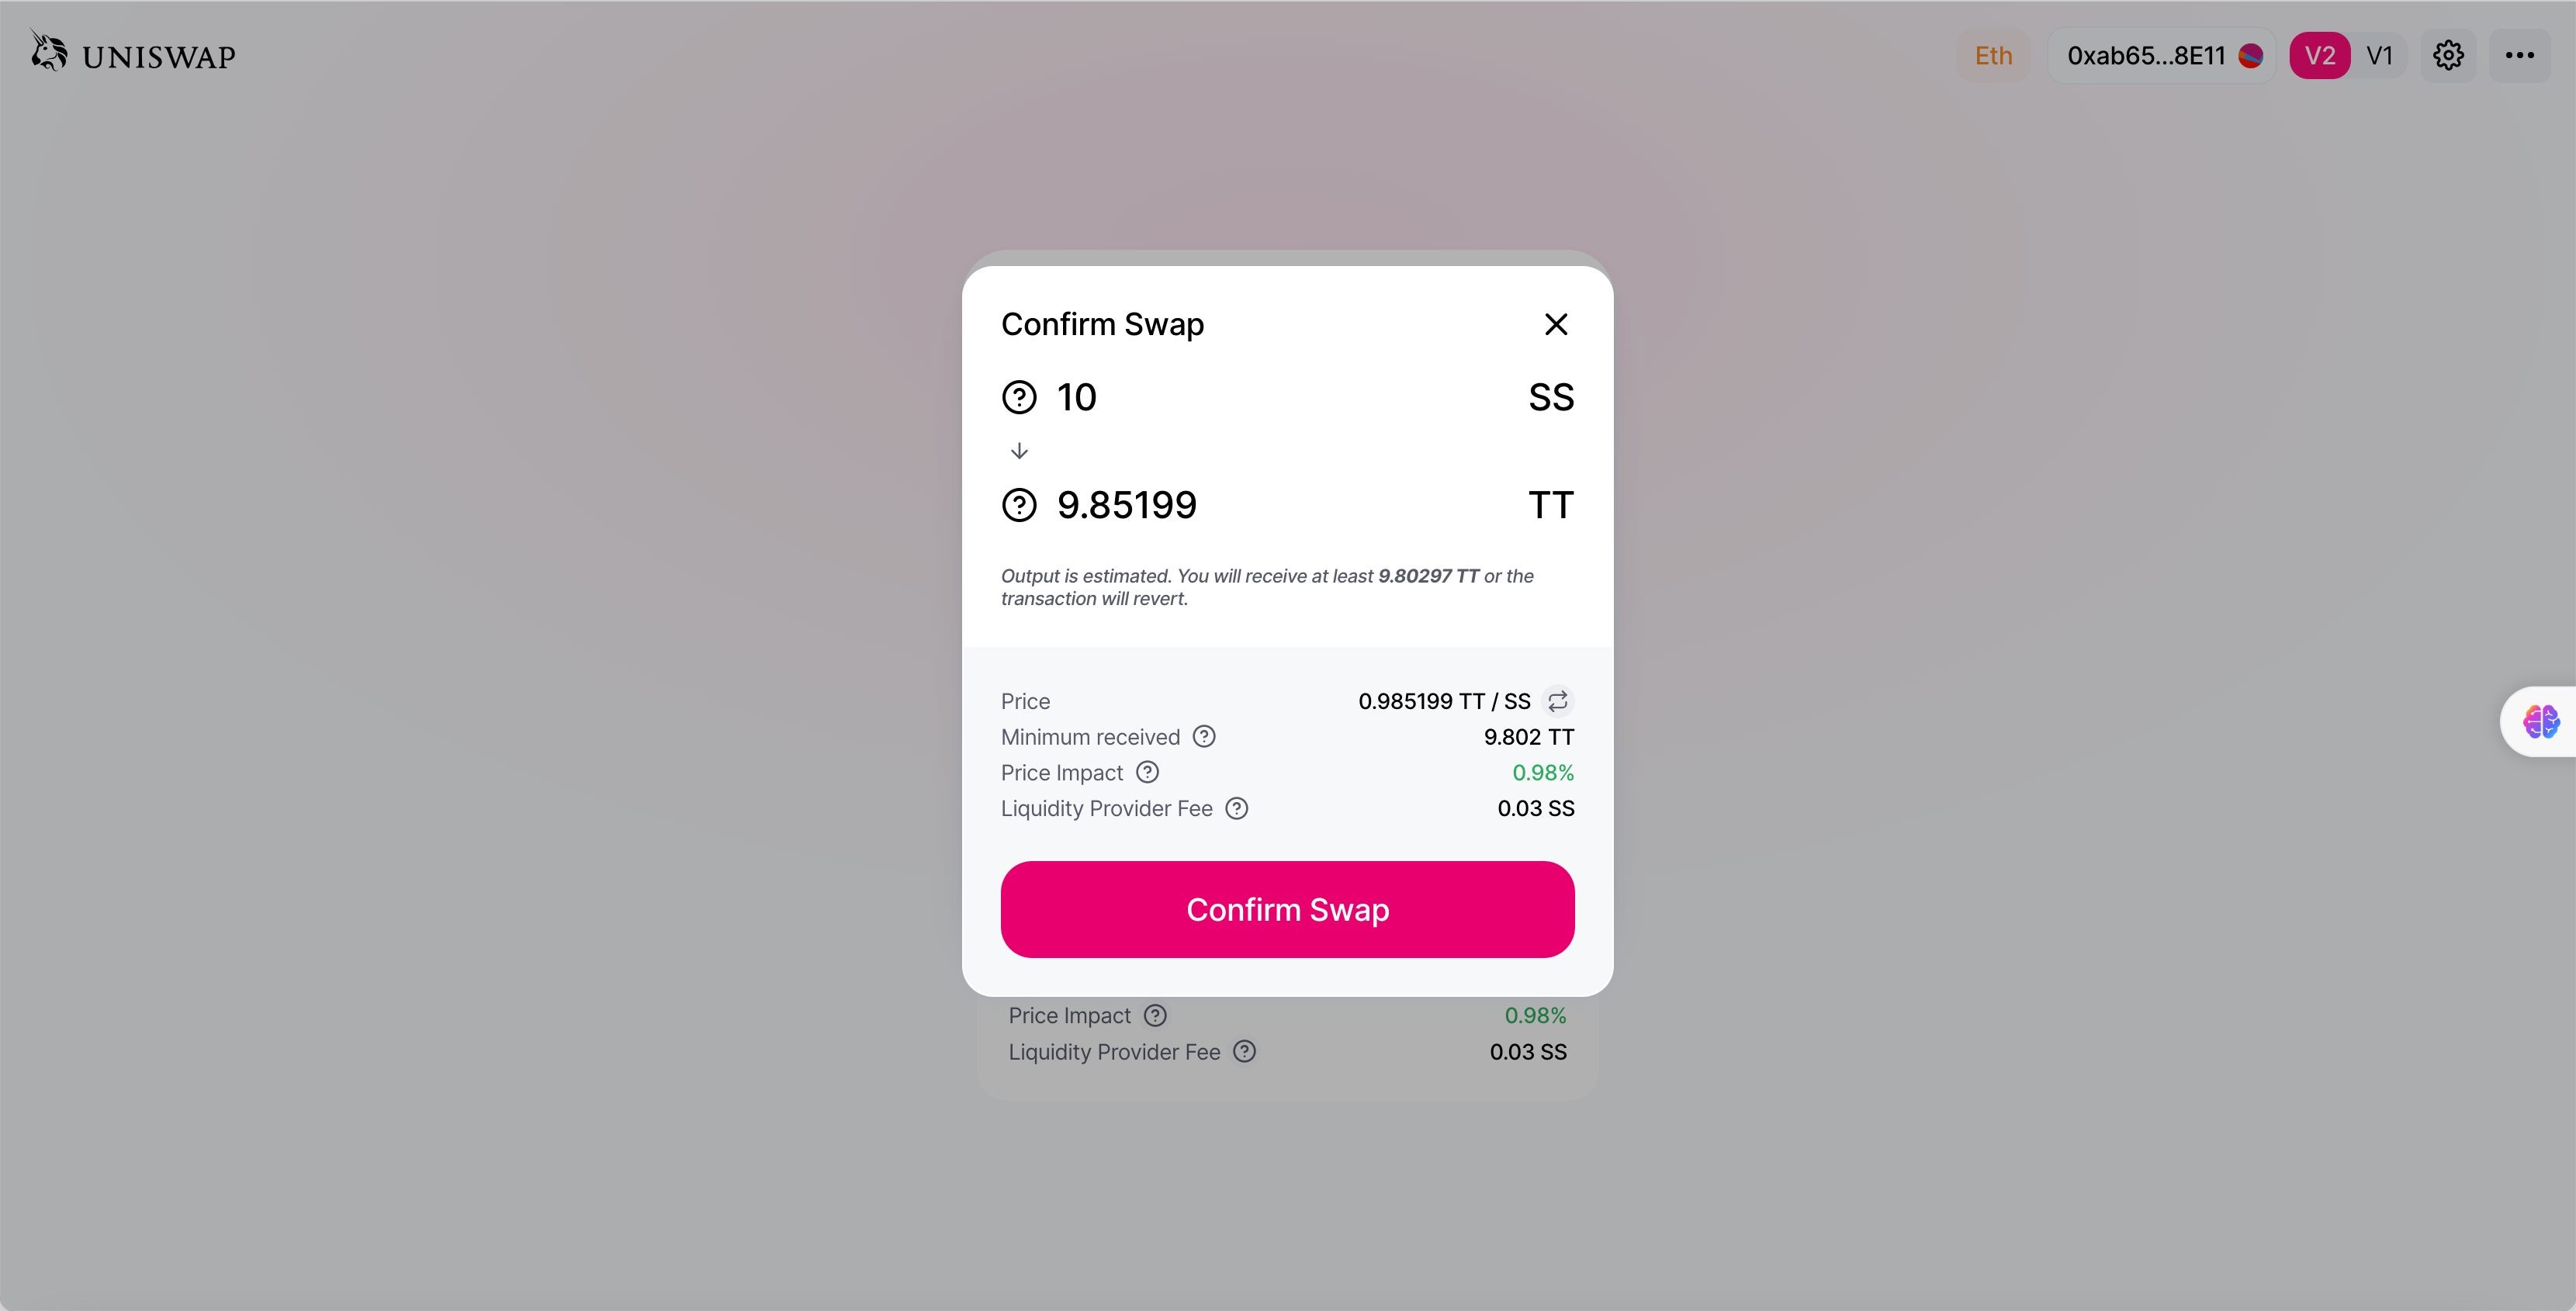 UNISWAP
Eth
0xab65...8E11
V2
V1
Confirm Swap
10
SS
9.85199
TT
Output is estimated. You will receive at least 9.80297 TT or the
transaction will revert.
Price
0.985199 TT / SS
Minimum received
9.802 TT
Price Impact
0.98%
Liquidity Provider Fee
0.03 SS
Confirm Swap
Price Impact
0.98%
Liquidity Provider Fee
0.03 SS